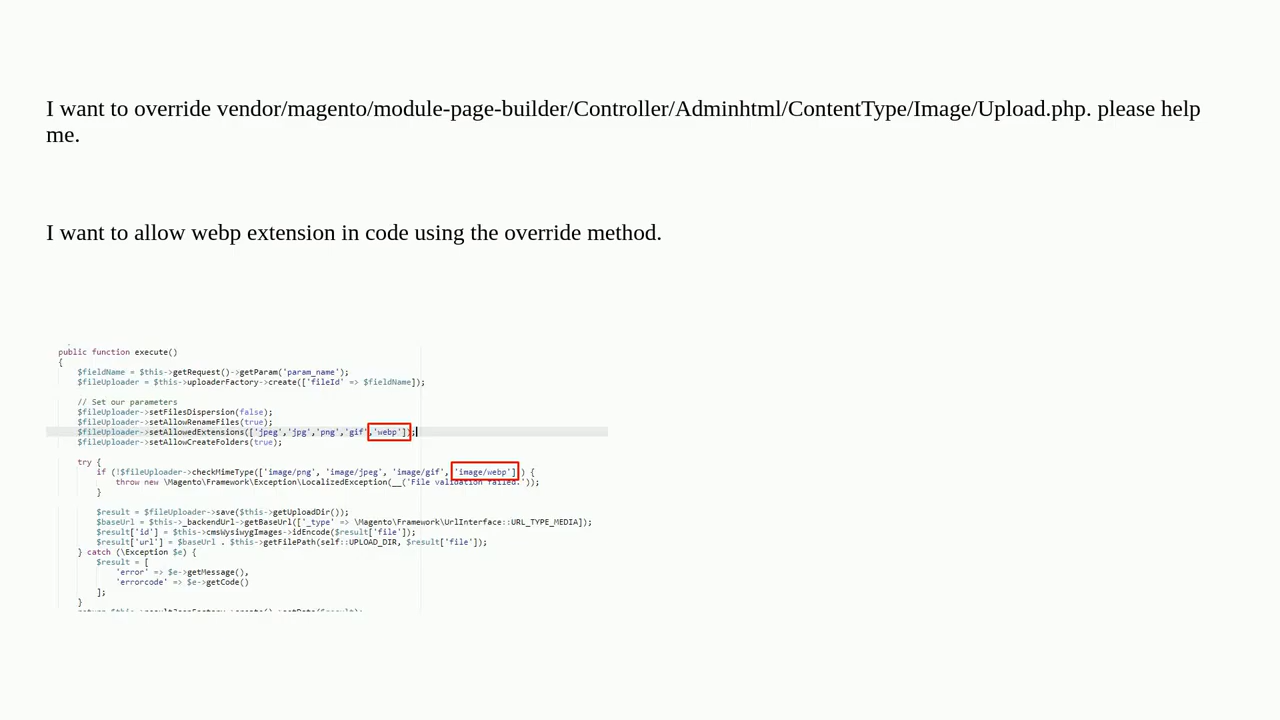 I want to override vendor/magento/module-page-builder/Controller/Adminhtml/ContentType/Image/Upload.php. please help
me.
I want to allow webp extension in code using the override method.
public function execute()
{
$fieldName = $this->getRequest()->getParam('param_name');
$fileUploader = $this->uploaderFactory->create(['fileId' => $fieldName]);
// Set our parameters
$fileUploader->setFilesDispersion(false);
$fileUploader->setAllowRenameFiles(true);
$fileUploader->setAllowedExtensions(['jpeg','jpg','png','gif','webp']);
$fileUploader->setAllowCreateFolders(true);
try {
if (!$fileUploader->checkMimeType(['image/png', 'image/jpeg', 'image/gif', 'image/webp'])) {
throw new \Magento\Framework\Exception\LocalizedException(__('File validation failed.'));
}
$result = $fileUploader->save($this->getUploadDir());
$baseUrl = $this->_backendUrl->getBaseUrl(['_type' => \Magento\Framework\UrlInterface::URL_TYPE_MEDIA]);
$result['id'] = $this->cmsWysiwygImages->idEncode($result['file']);
$result['url'] = $baseUrl . $this->getFilePath(self::UPLOAD_DIR, $result['file']);
} catch (\Exception $e) {
$result = [
'error' => $e->getMessage(),
'errorcode' => $e->getCode()
];
}